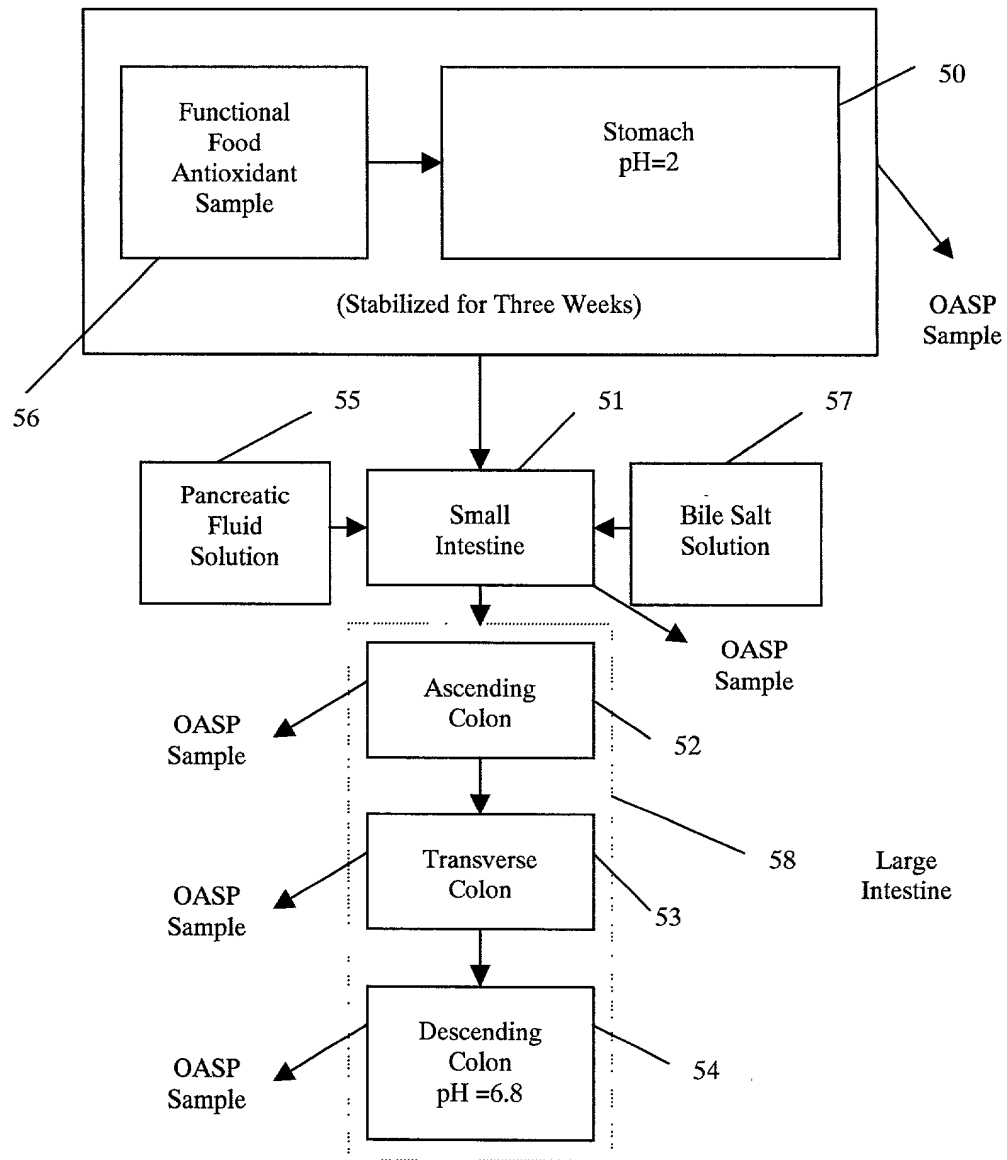 50
Functional
Food
Antioxidant
Sample
Stomach
pH=2
(Stabilized for Three Weeks)
OASP
Sample
56
55
51
57
Pancreatic
Fluid
Solution
Small
Intestine
Bile Salt
Solution
OASP
Sample
Ascending
Colon
OASP
Sample
52
Transverse
Colon
58
Large
Intestine
OASP
Sample
53
Descending
Colon
pH =6.8
OASP
Sample
54